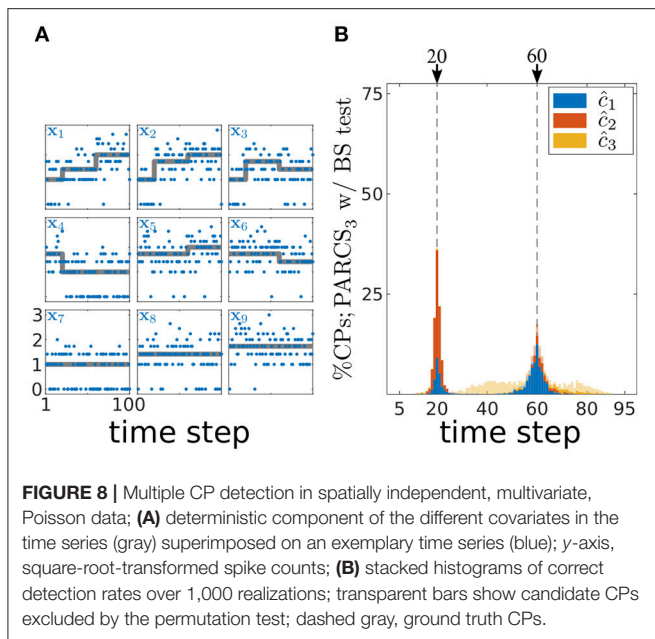 A
B
20 60
x1 x2 x3
x4 x5 x6
x7 x8 x9
3
2
1
0
1 100
time step
%CPs; PARCS3 w/ BS test
75
50
25
ĉ1
ĉ2
ĉ3
5 20 40 60 80 95
time step
FIGURE 8 | Multiple CP detection in spatially independent, multivariate,
Poisson data; (A) deterministic component of the different covariates in the
time series (gray) superimposed on an exemplary time series (blue); y-axis,
square-root-transformed spike counts; (B) stacked histograms of correct
detection rates over 1,000 realizations; transparent bars show candidate CPs
excluded by the permutation test; dashed gray, ground truth CPs.